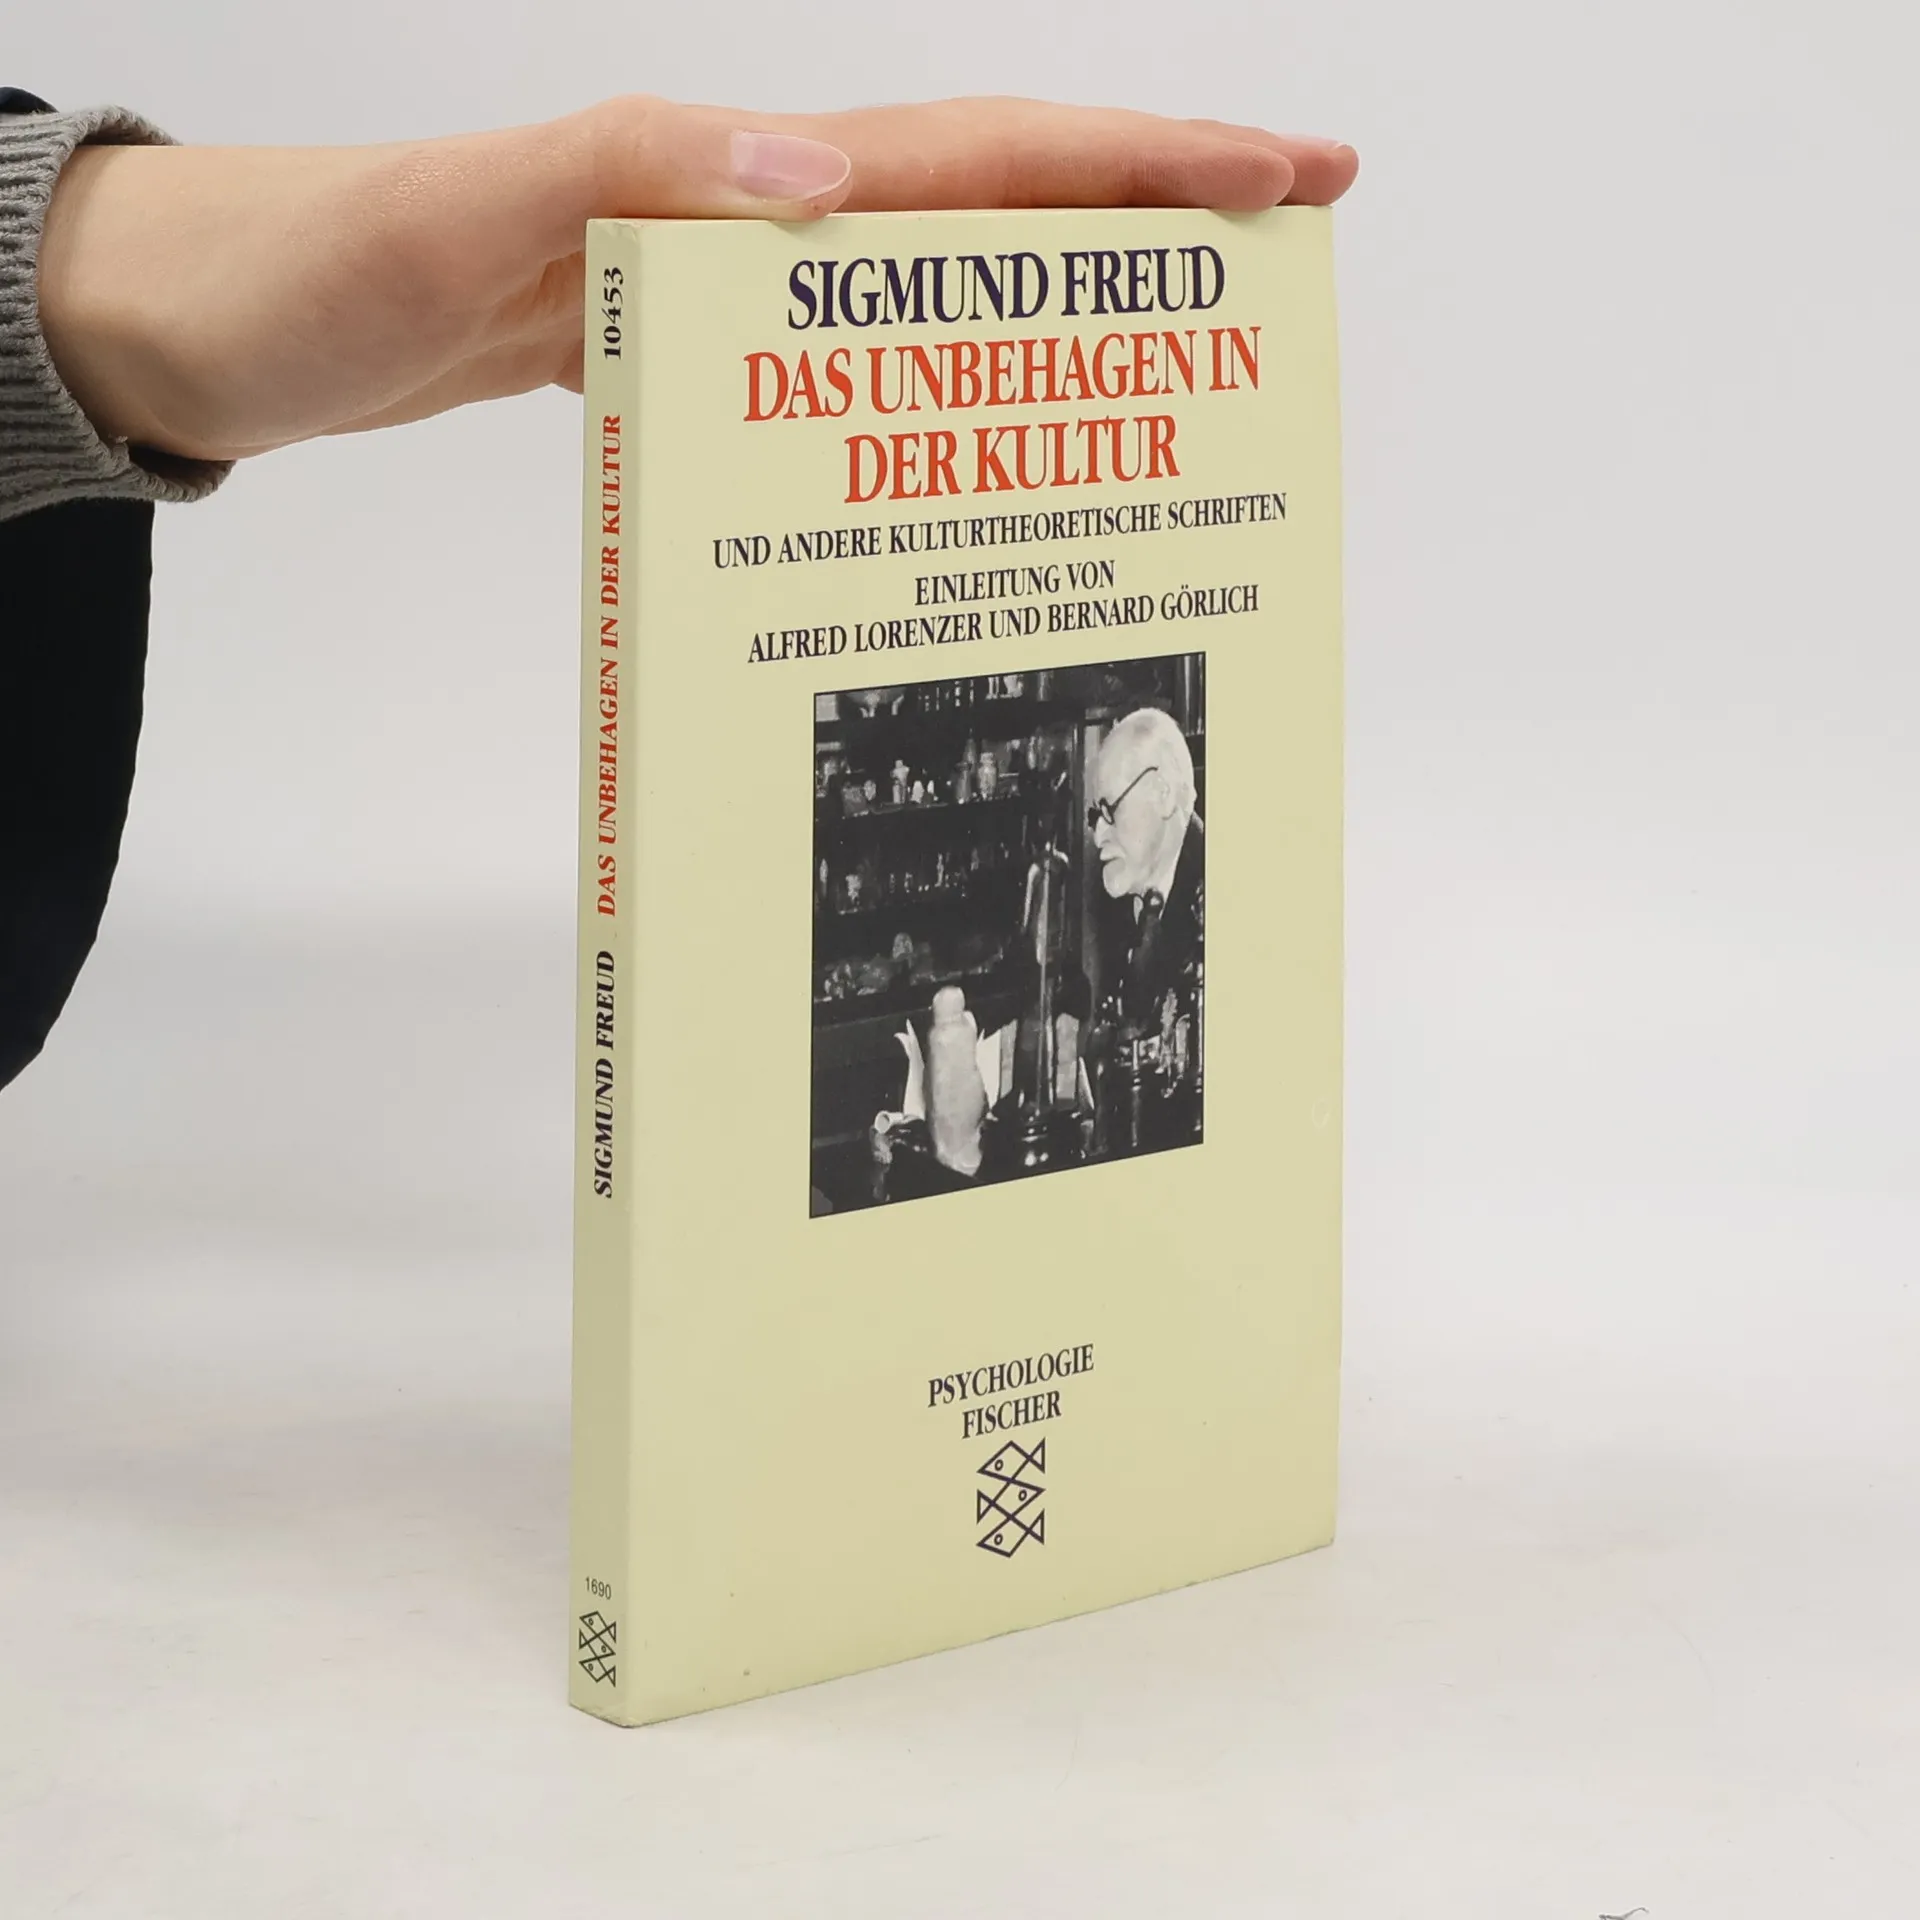 SIGMUND FREUD
DAS UNBEHAGEN IN
DER KULTUR
UND ANDERE KULTURTHEORETISCHE SCHRIFTEN
EINLEITUNG VON
ALFRED LORENZER UND BERNARD GÖRLICH
PSYCHOLOGIE
FISCHER
SIGMUND FREUD DAS UNBEHAGEN IN DER KULTUR 10453
1690